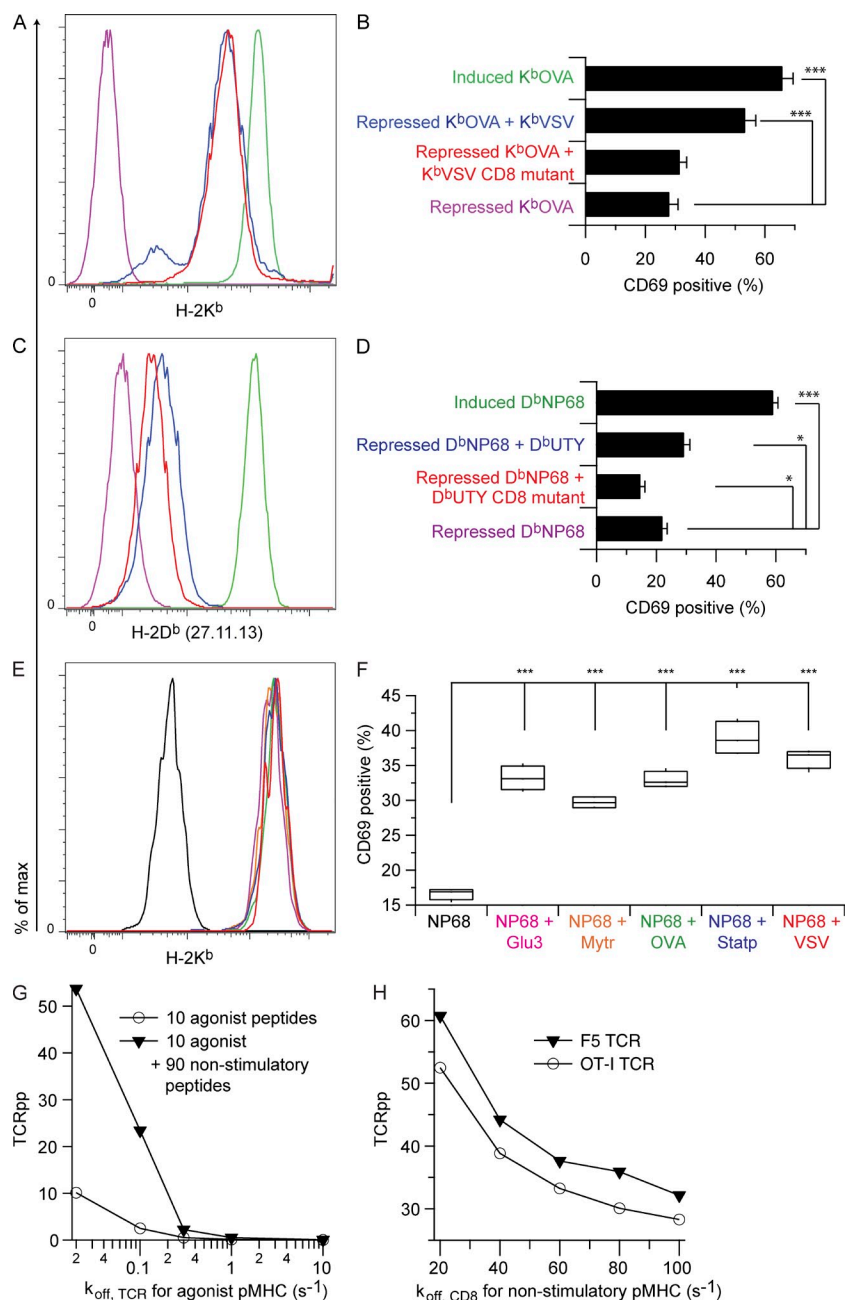 A
0
0
H-2Kᵇ
B
Induced KᵇOVA
Repressed KᵇOVA + KᵇVSV
Repressed KᵇOVA +
KᵇVSV CD8 mutant
Repressed KᵇOVA
***
***
0 20 40 60
CD69 positive (%)
C
0
0
H-2Dᵇ (27.11.13)
D
Induced DᵇNP68
Repressed DᵇNP68 + DᵇUTY
Repressed DᵇNP68 +
DᵇUTY CD8 mutant
Repressed DᵇNP68
***
*
*
0 20 40 60
CD69 positive (%)
E
% of max
0
0
H-2Kᵇ
F
*** *** *** *** ***
CD69 positive (%)
45
40
35
30
25
20
15
NP68
NP68 +
Glu3
NP68 +
Mytr
NP68 +
OVA
NP68 +
Statp
NP68 +
VSV
G
TCRpp
50
40
30
20
10
0
10 agonist peptides
10 agonist
+ 90 non-stimulatory
peptides
2 4 0.1 2 4 1 2 4 10
k off, TCR for agonist pMHC (s⁻¹)
H
TCRpp
60
50
40
30
F5 TCR
OT-I TCR
20 40 60 80 100
k off, CD8 for non-stimulatory pMHC (s⁻¹)